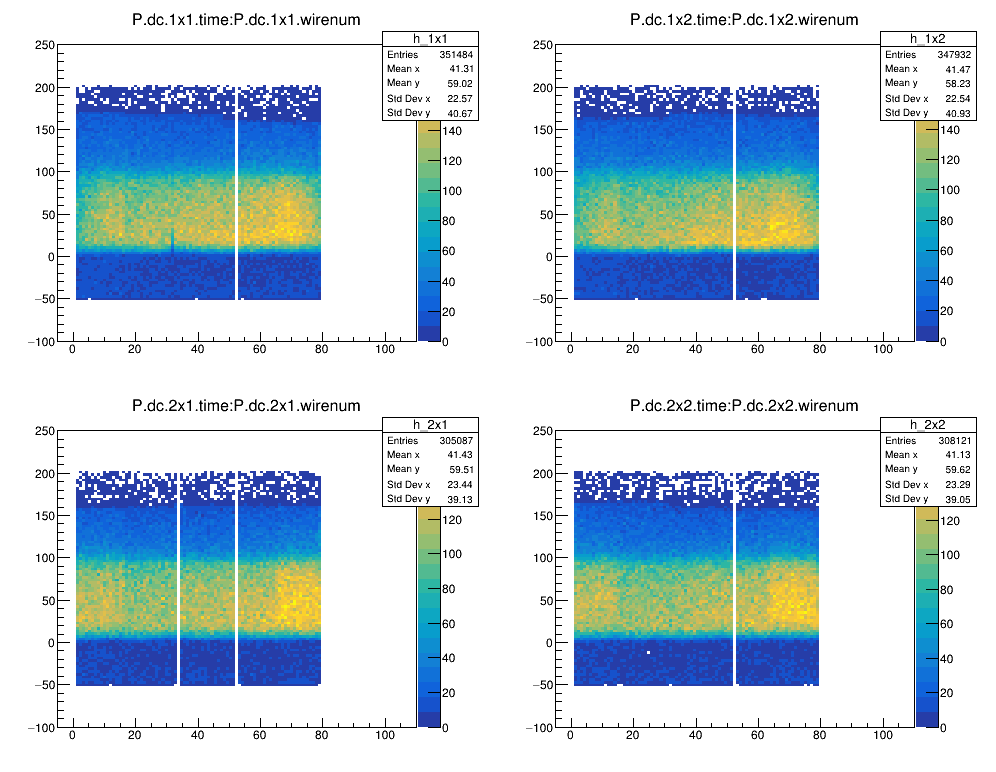 P.dc.1x1.time:P.dc.1x1.wirenum
h_1x1
Entries 351484
Mean x 41.31
Mean y 59.02
Std Dev x 22.57
Std Dev y 40.67
250
200
150
100
50
0
−50
−100
0 20 40 60 80 100
140
120
100
80
60
40
20
0
P.dc.1x2.time:P.dc.1x2.wirenum
h_1x2
Entries 347932
Mean x 41.47
Mean y 58.23
Std Dev x 22.54
Std Dev y 40.93
250
200
150
100
50
0
−50
−100
0 20 40 60 80 100
140
120
100
80
60
40
20
0
P.dc.2x1.time:P.dc.2x1.wirenum
h_2x1
Entries 305087
Mean x 41.43
Mean y 59.51
Std Dev x 23.44
Std Dev y 39.13
250
200
150
100
50
0
−50
−100
0 20 40 60 80 100
120
100
80
60
40
20
0
P.dc.2x2.time:P.dc.2x2.wirenum
h_2x2
Entries 308121
Mean x 41.13
Mean y 59.62
Std Dev x 23.29
Std Dev y 39.05
250
200
150
100
50
0
−50
−100
0 20 40 60 80 100
120
100
80
60
40
20
0